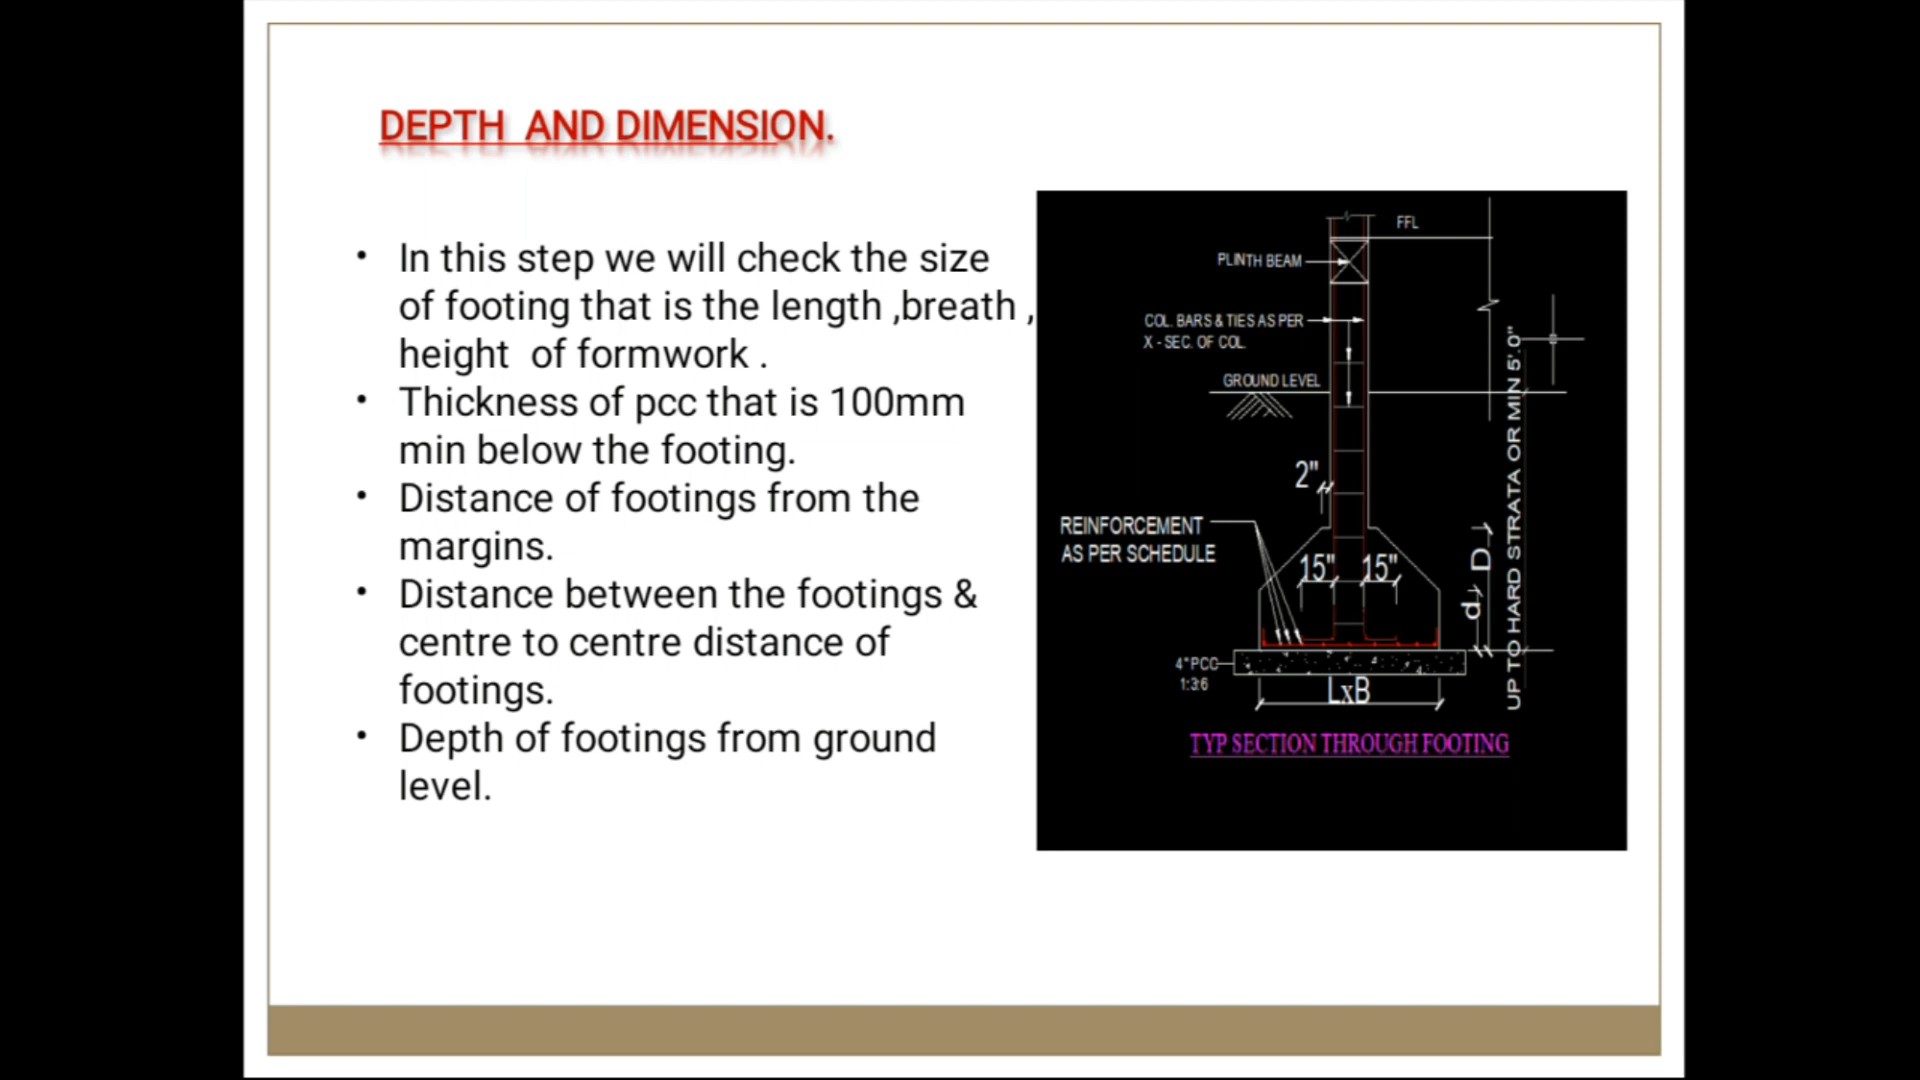 DEPTH  AND DIMENSION.
• In this step we will check the size
of footing that is the length ,breath ,
height  of formwork .
• Thickness of pcc that is 100mm
min below the footing.
• Distance of footings from the
margins.
• Distance between the footings &
centre to centre distance of
footings.
• Depth of footings from ground
level.
FFL
PLINTH BEAM
COL. BARS & TIES AS PER
X - SEC. OF COL.
GROUND LEVEL
2"
REINFORCEMENT
AS PER SCHEDULE
15" 15"
D
d
UP TO HARD STRATA OR MIN 5'.0"
4" PCC
1:3:6
LxB
TYP SECTION THROUGH FOOTING